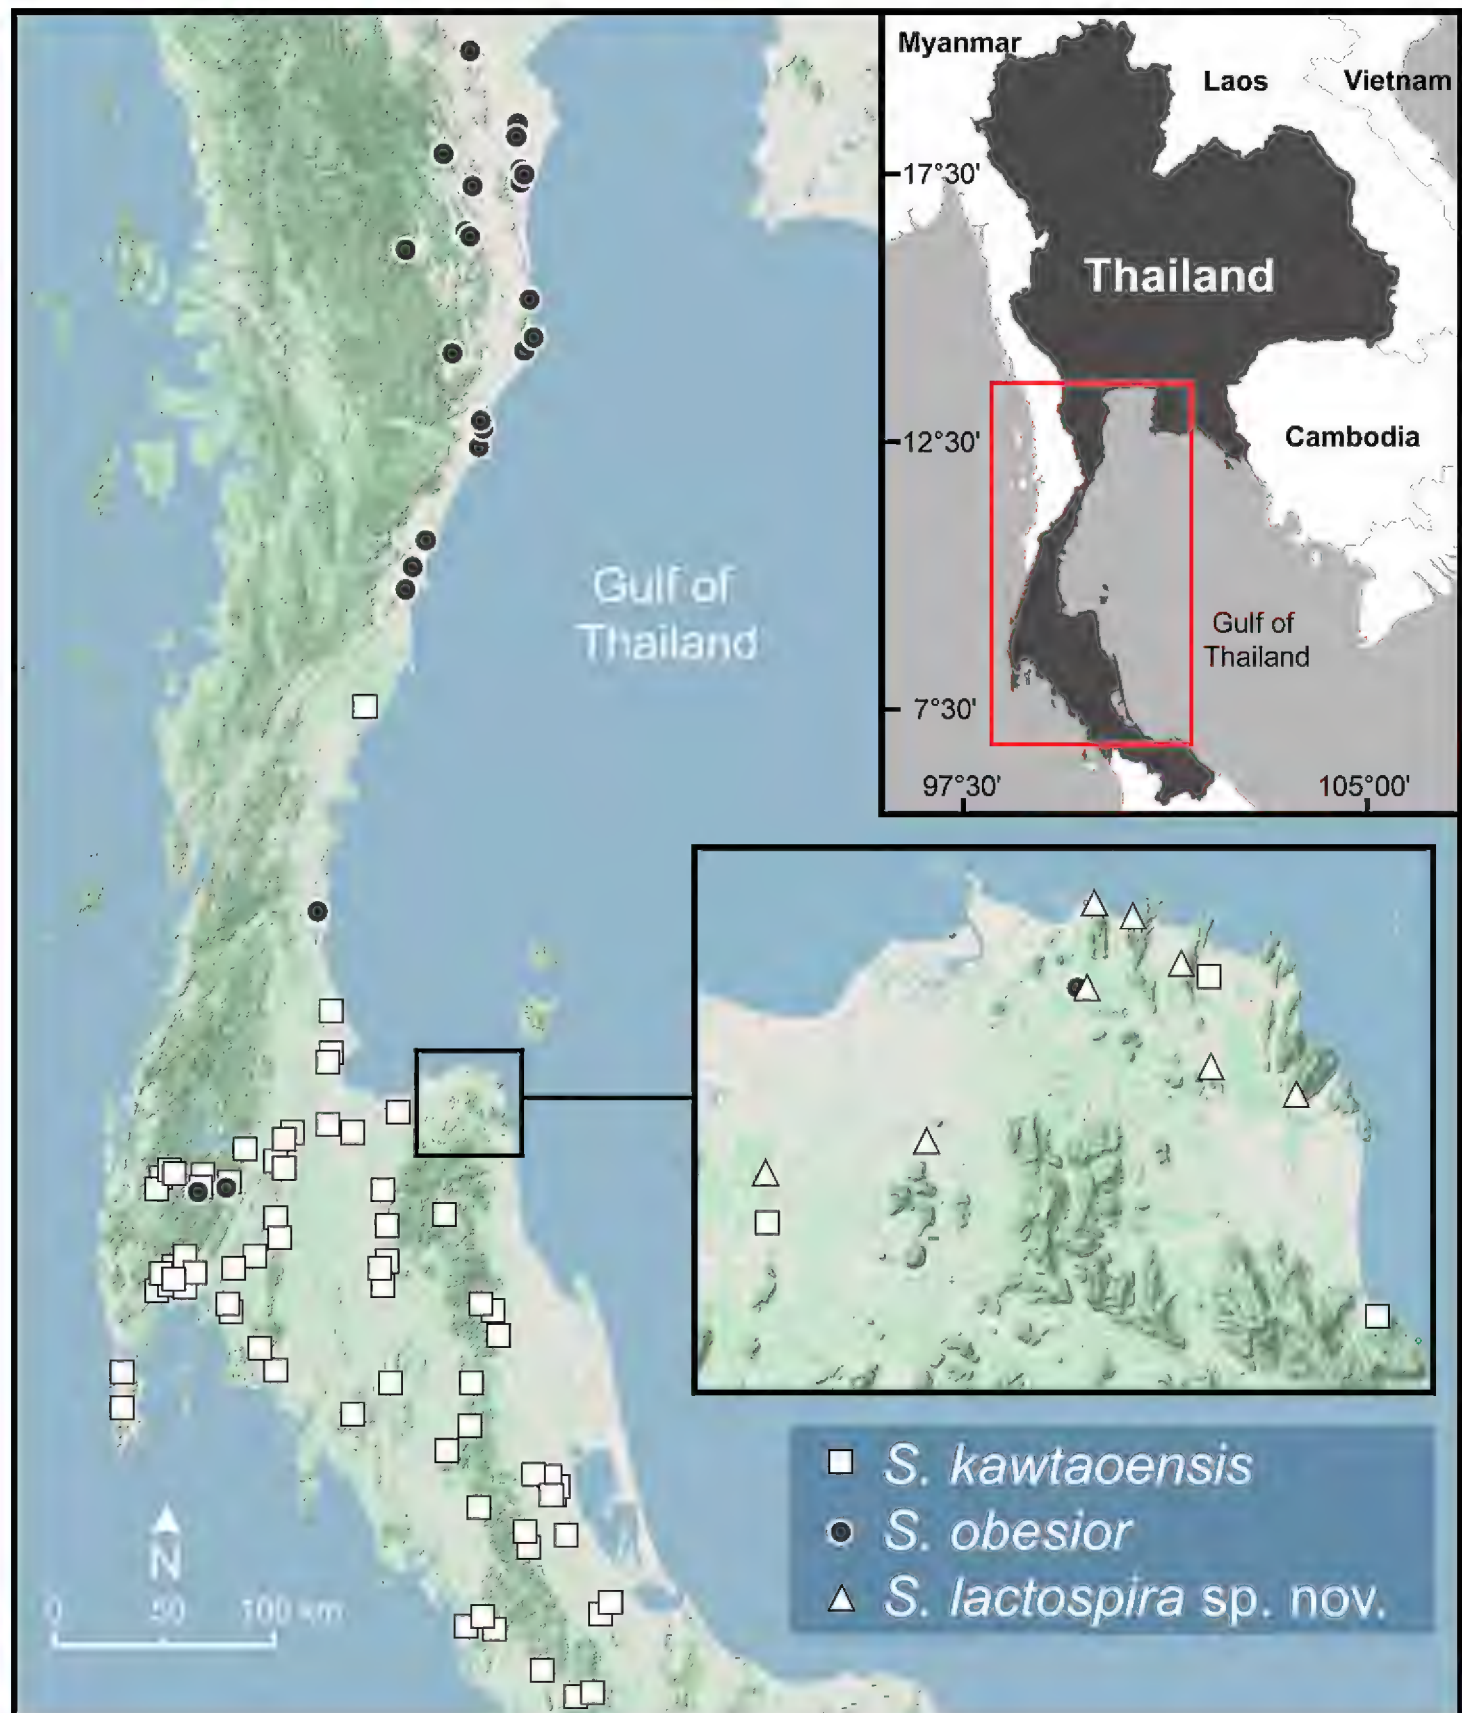 Myanmar
Laos
Vietnam
17°30'
Thailand
12°30'
Cambodia
Gulf of
Thailand
7°30'
97°30'
105°00'
Gulf of
Thailand
S. kawtaoensis
S. obesior
S. lactospira sp. nov.
N
0 50 100 km